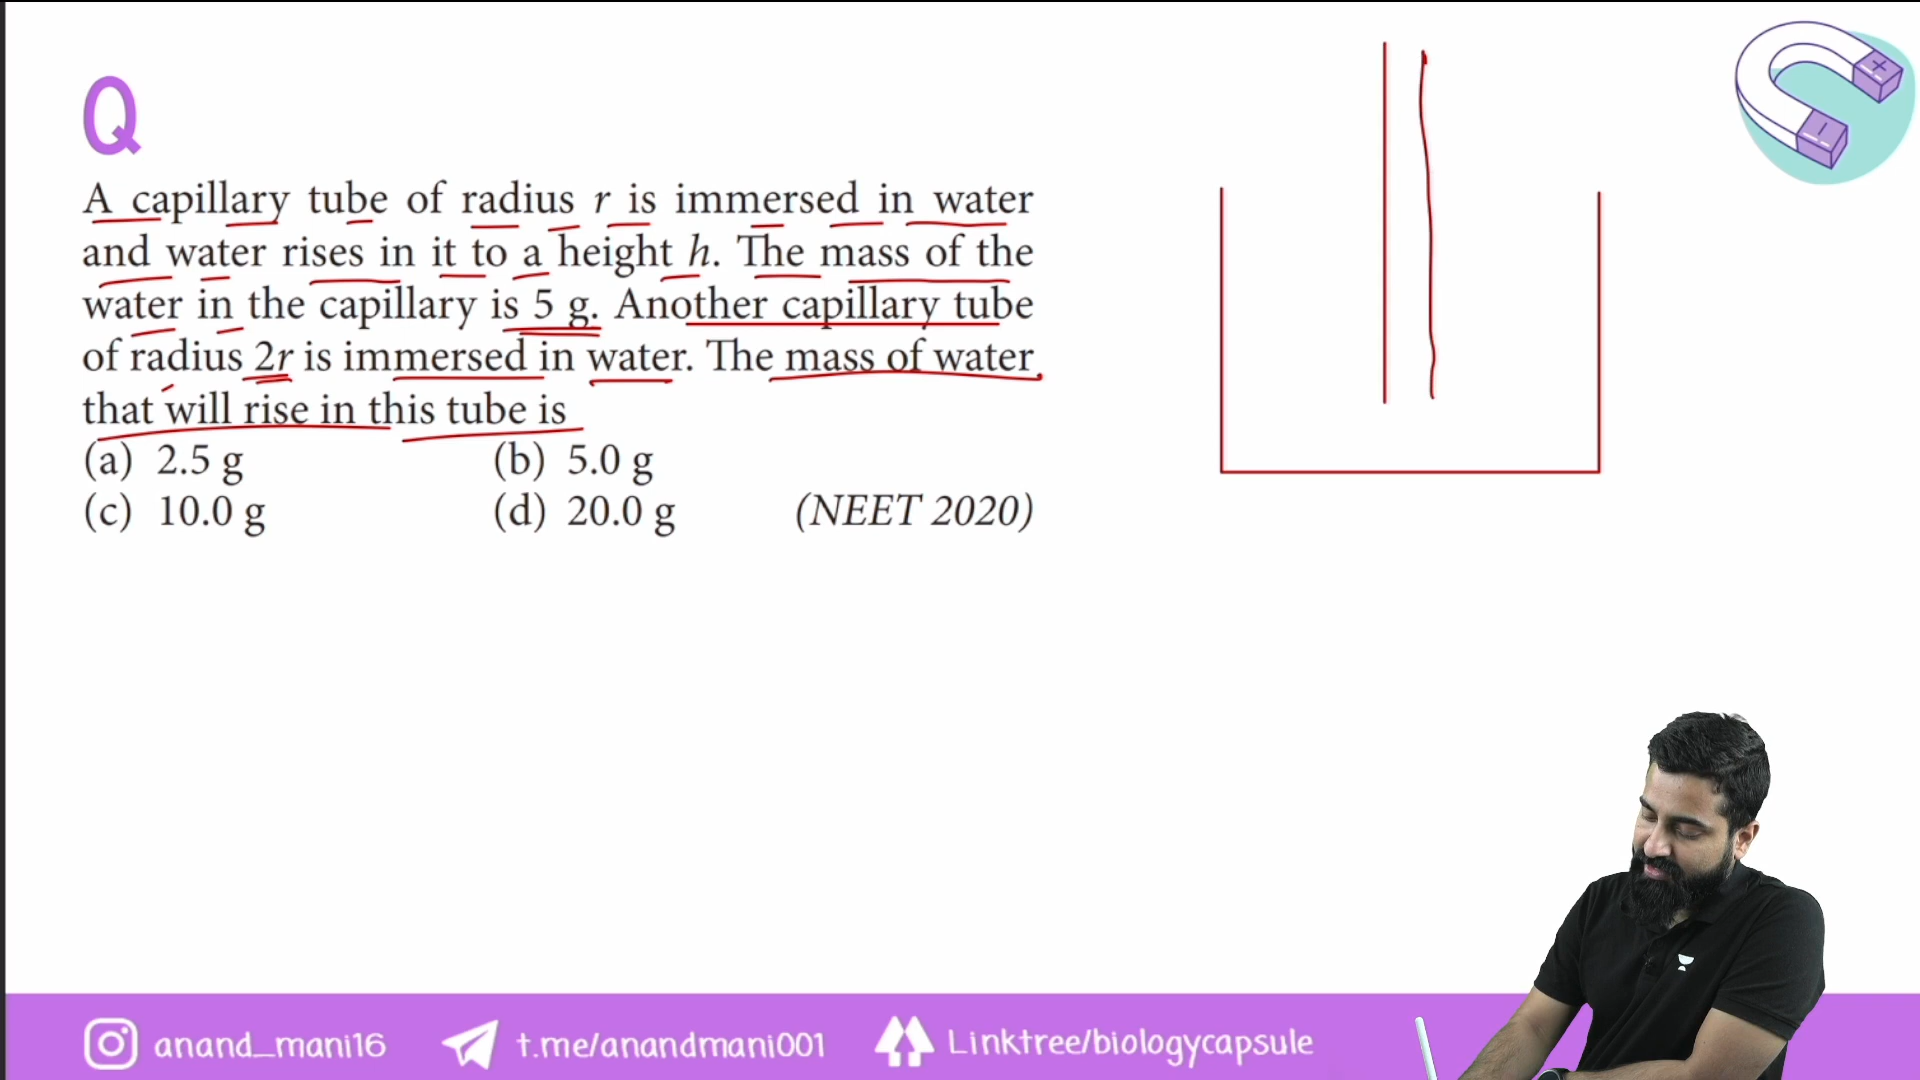 Q
A capillary tube of radius r is immersed in water
and water rises in it to a height h. The mass of the
water in the capillary is 5 g. Another capillary tube
of radius 2r is immersed in water. The mass of water
that will rise in this tube is
(a) 2.5 g (b) 5.0 g
(c) 10.0 g (d) 20.0 g (NEET 2020)
anand_mani16 t.me/anandmani001 Linktree/biologycapsule